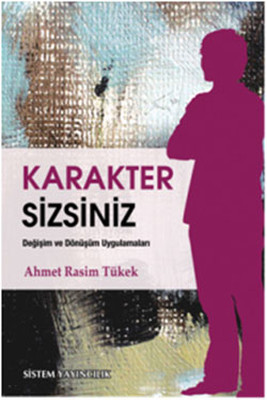 KARAKTER
SİZSİNİZ
Değişim ve Dönüşüm Uygulamaları
Ahmet Rasim Tükek
SİSTEM YAYINCILIK